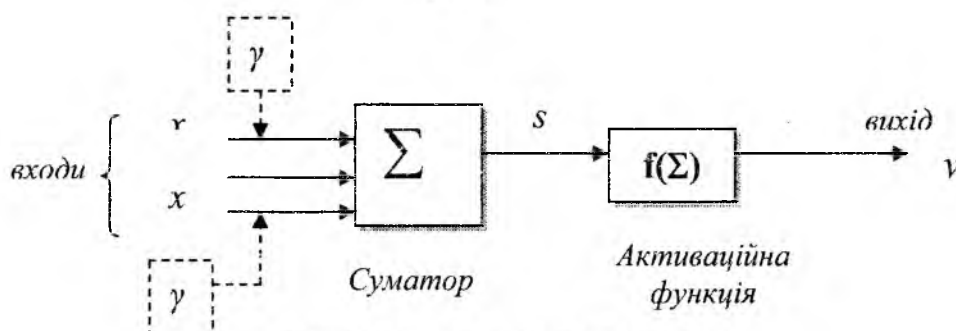 γ
входи
x
γ
Σ
Суматор
s
f(Σ)
Активаційна
функція
вихід